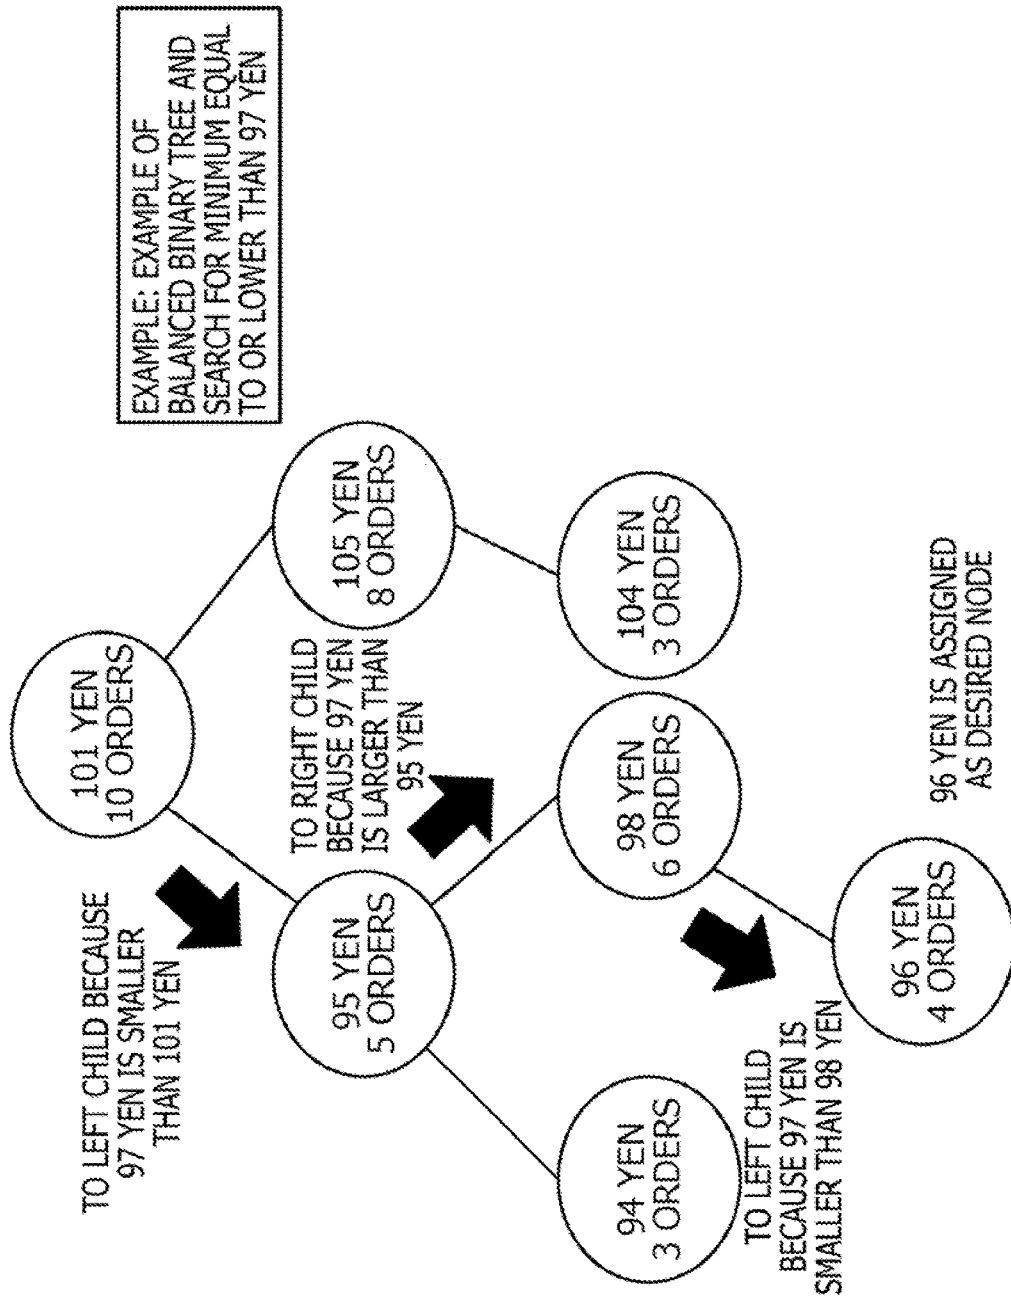 EXAMPLE: EXAMPLE OF
BALANCED BINARY TREE AND
SEARCH FOR MINIMUM EQUAL
TO OR LOWER THAN 97 YEN
101 YEN
10 ORDERS
TO LEFT CHILD BECAUSE
97 YEN IS SMALLER
THAN 101 YEN
95 YEN
5 ORDERS
TO RIGHT CHILD
BECAUSE 97 YEN
IS LARGER THAN
95 YEN
105 YEN
8 ORDERS
94 YEN
3 ORDERS
98 YEN
6 ORDERS
104 YEN
3 ORDERS
TO LEFT CHILD
BECAUSE 97 YEN IS
SMALLER THAN 98 YEN
96 YEN
4 ORDERS
96 YEN IS ASSIGNED
AS DESIRED NODE